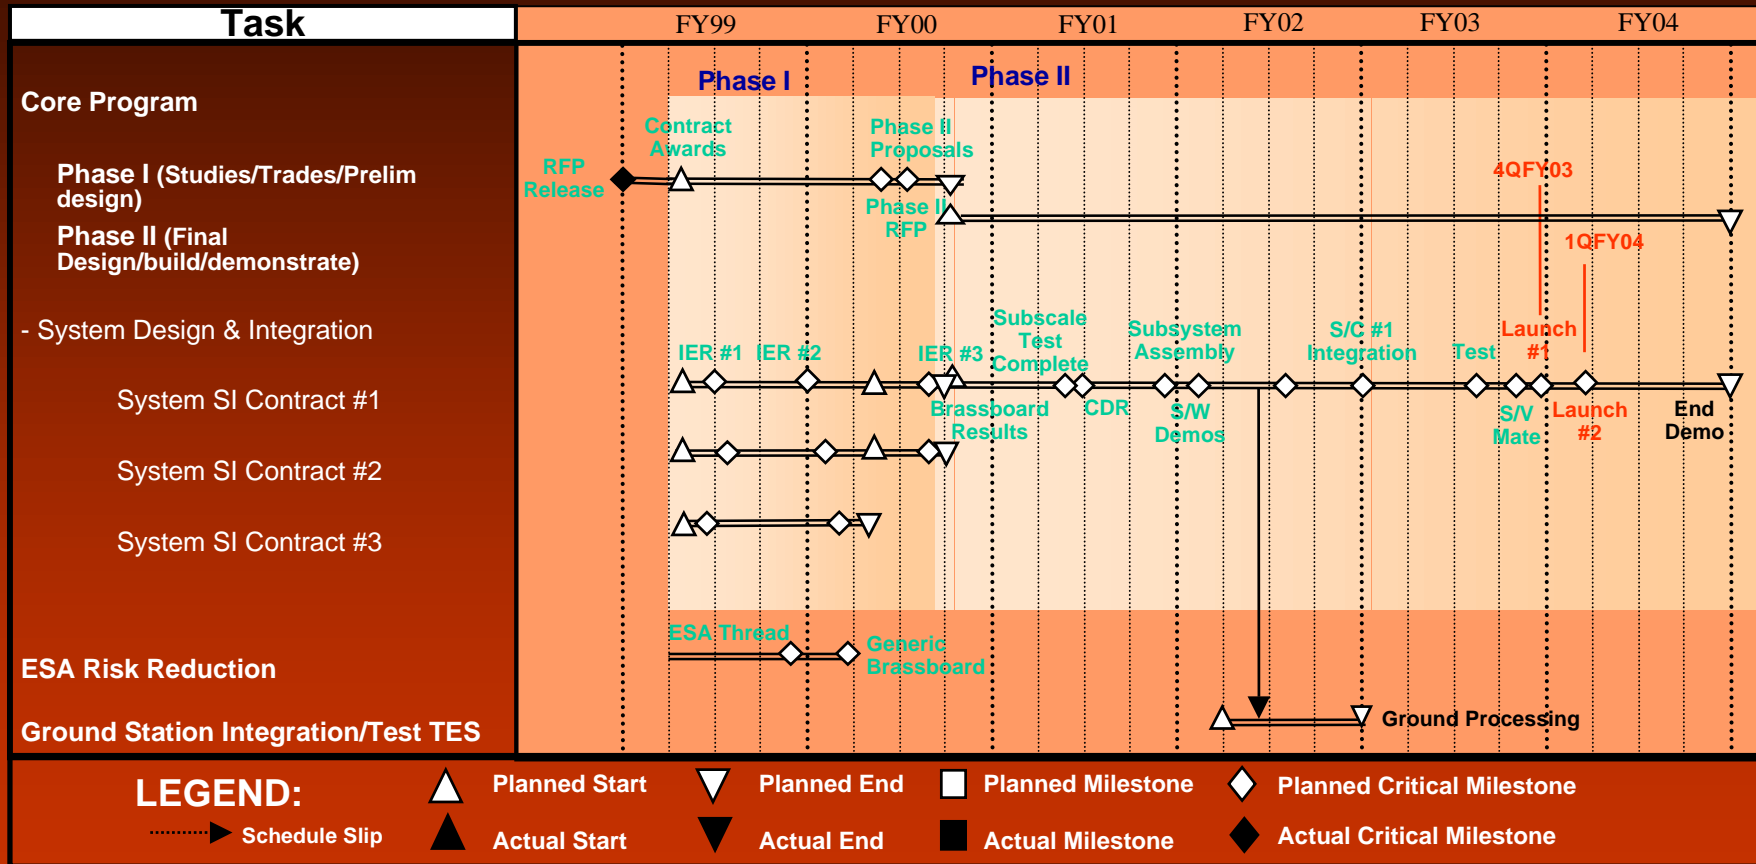 Task
FY99
FY00
FY01
FY02
FY03
FY04
Phase I
Phase II
Core Program
Contract
Awards
Phase II
Proposals
RFP
Release
4QFY03
Phase I (Studies/Trades/Prelim
design)
Phase II
RFP
Phase II (Final
Design/build/demonstrate)
1QFY04
- System Design & Integration
IER #1
IER #2
IER #3
Subscale
Test
Complete
Subsystem
Assembly
S/C #1
Integration
Test
Launch
#1
System SI Contract #1
Brassboard
Results
CDR
S/W
Demos
S/V
Mate
Launch
#2
End
Demo
System SI Contract #2
System SI Contract #3
ESA Thread
Generic
Brassboard
ESA Risk Reduction
Ground Station Integration/Test TES
Ground Processing
LEGEND:
Planned Start
Planned End
Planned Milestone
Planned Critical Milestone
Schedule Slip
Actual Start
Actual End
Actual Milestone
Actual Critical Milestone